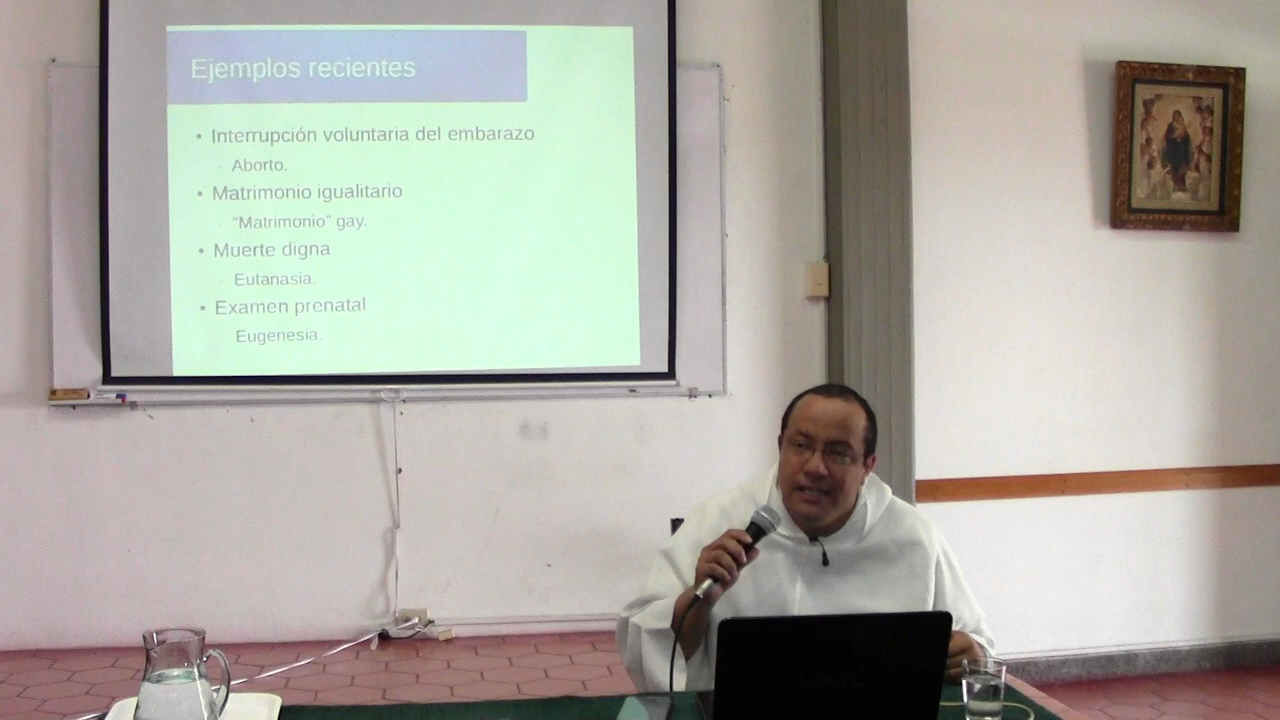 Ejemplos recientes
• Interrupción voluntaria del embarazo
- Aborto.
• Matrimonio igualitario
- “Matrimonio” gay.
• Muerte digna
- Eutanasia.
• Examen prenatal
- Eugenesia.